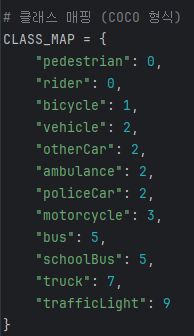 # 클래스 매핑 (COCO 형식)
CLASS_MAP = {
    "pedestrian": 0,
    "rider": 0,
    "bicycle": 1,
    "vehicle": 2,
    "otherCar": 2,
    "ambulance": 2,
    "policeCar": 2,
    "motorcycle": 3,
    "bus": 5,
    "schoolBus": 5,
    "truck": 7,
    "trafficLight": 9
}